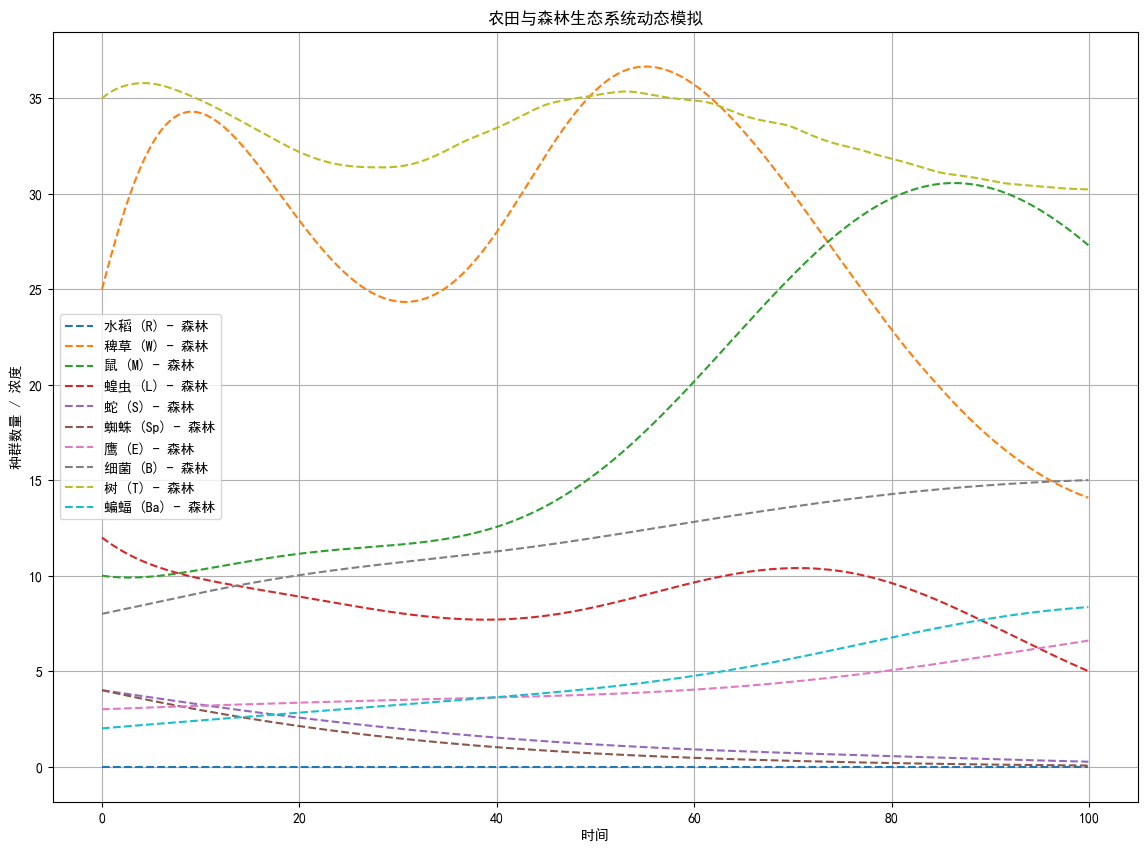 农田与森林生态系统动态模拟
种群数量 / 浓度
35
30
25
20
15
10
5
0
水稻 (R) - 森林
稗草 (W) - 森林
鼠 (M) - 森林
蝗虫 (L) - 森林
蛇 (S) - 森林
蜘蛛 (Sp) - 森林
鹰 (E) - 森林
细菌 (B) - 森林
树 (T) - 森林
蝙蝠 (Ba) - 森林
0 20 40 60 80 100
时间